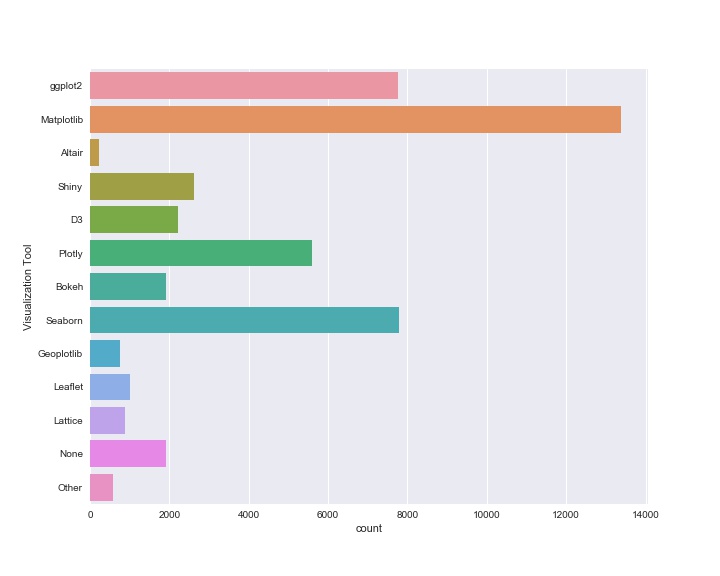 ggplot2
Matplotlib
Altair
Shiny
D3
Plotly
Bokeh
Seaborn
Geoplotlib
Leaflet
Lattice
None
Other
Visualization Tool
0 2000 4000 6000 8000 10000 12000 14000
count